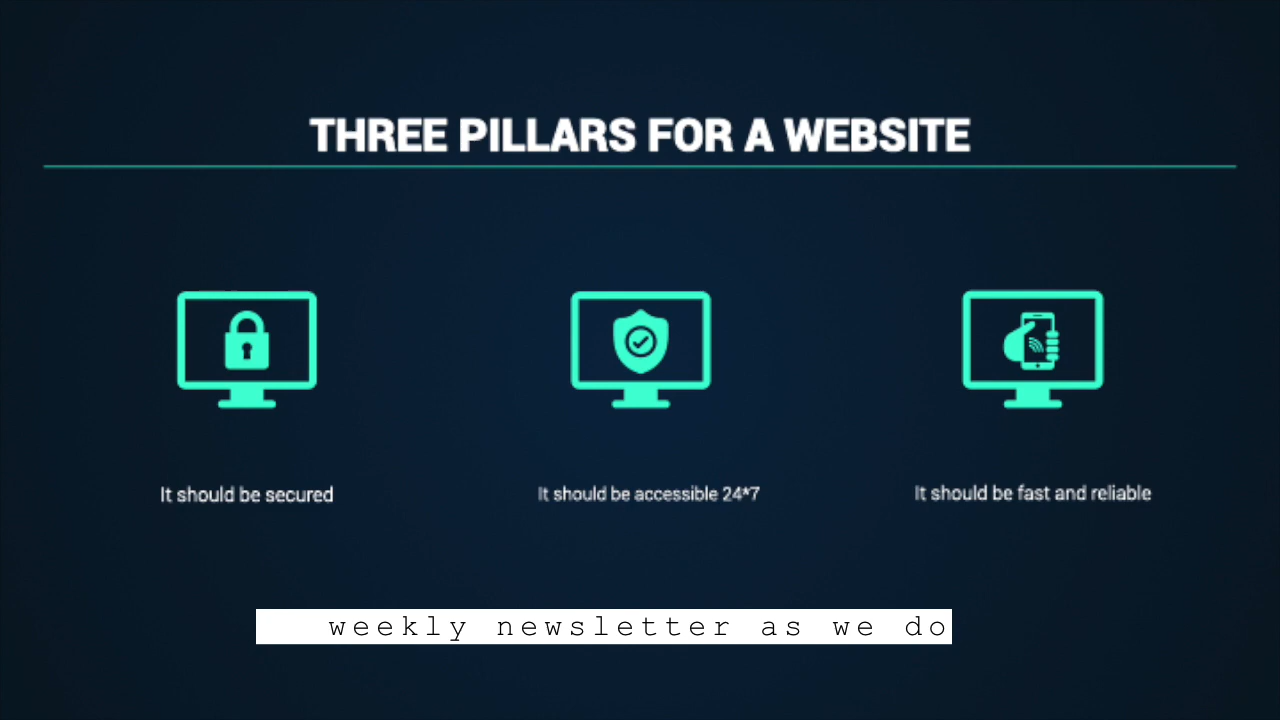 THREE PILLARS FOR A WEBSITE
It should be secured
It should be accessible 24*7
It should be fast and reliable
weekly newsletter as we do